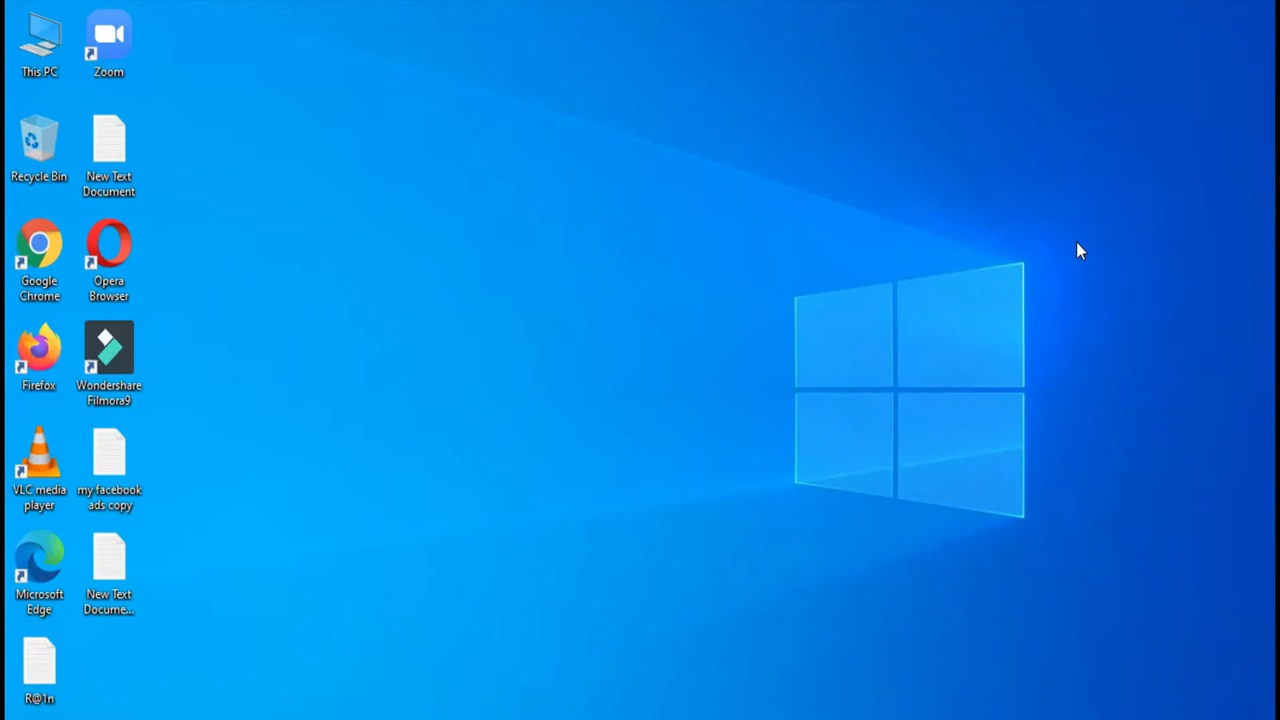 This PC
Zoom
Recycle Bin
New Text
Document
Google
Chrome
Opera
Browser
Firefox
Wondershare
Filmora9
VLC media
player
my facebook
ads copy
Microsoft
Edge
New Text
Docume...
R@1n